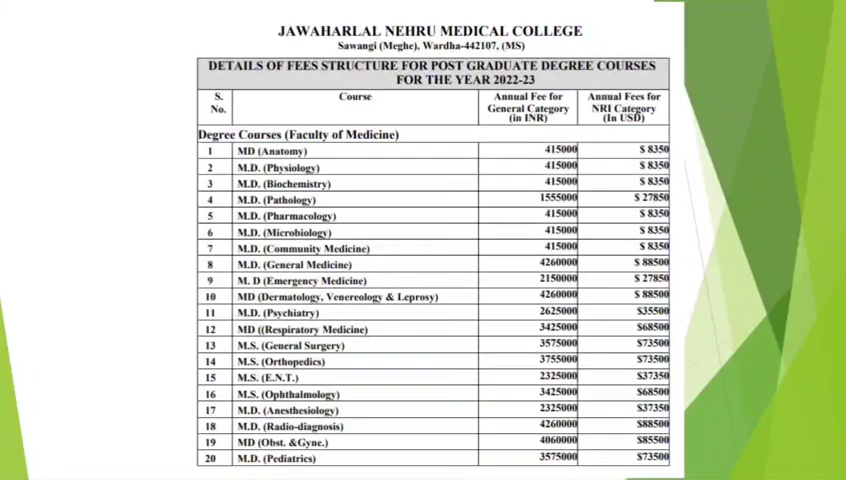 JAWAHARLAL NEHRU MEDICAL COLLEGE
Sawangi (Meghe), Wardha-442107, (MS)
DETAILS OF FEES STRUCTURE FOR POST GRADUATE DEGREE COURSES
FOR THE YEAR 2022-23
S. No. Course Annual Fee for General Category (in INR) Annual Fees for NRI Category (In USD)
Degree Courses (Faculty of Medicine)
1 MD (Anatomy) 415000 $ 8350
2 M.D. (Physiology) 415000 $ 8350
3 M.D. (Biochemistry) 415000 $ 8350
4 M.D. (Pathology) 1555000 $ 27850
5 M.D. (Pharmacology) 415000 $ 8350
6 M.D. (Microbiology) 415000 $ 8350
7 M.D. (Community Medicine) 415000 $ 8350
8 M.D. (General Medicine) 4260000 $ 88500
9 M. D (Emergency Medicine) 2150000 $ 27850
10 MD (Dermatology, Venereology & Leprosy) 4260000 $ 88500
11 M.D. (Psychiatry) 2625000 $35500
12 MD ((Respiratory Medicine) 3425000 $68500
13 M.S. (General Surgery) 3575000 $73500
14 M.S. (Orthopedics) 3755000 $73500
15 M.S. (E.N.T.) 2325000 $37350
16 M.S. (Ophthalmology) 3425000 $68500
17 M.D. (Anesthesiology) 2325000 $37350
18 M.D. (Radio-diagnosis) 4260000 $88500
19 MD (Obst. &Gyne.) 4060000 $85500
20 M.D. (Pediatrics) 3575000 $73500